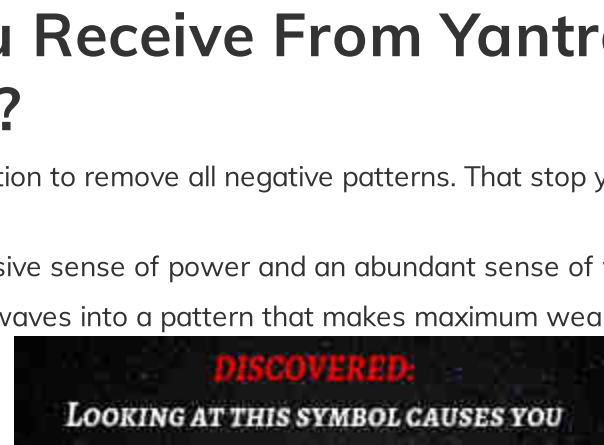 Receive From Yantr
?
tion to remove all negative patterns. That stop
sive sense of power and an abundant sense of
waves into a pattern that makes maximum wea
DISCOVERED:
LOOKING AT THIS SYMBOL CAUSES YOU